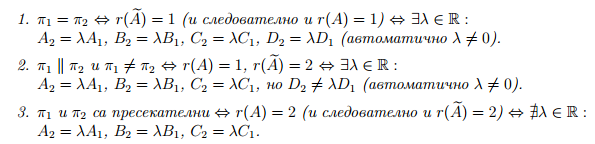 1. π₁ = π₂ ⇔ r(Ã) = 1 (и следователно и r(A) = 1) ⇔ ∃λ ∈ ℝ :
A₂ = λA₁, B₂ = λB₁, C₂ = λC₁, D₂ = λD₁ (автоматично λ ≠ 0).
2. π₁ ∥ π₂ и π₁ ≠ π₂ ⇔ r(A) = 1, r(Ã) = 2 ⇔ ∃λ ∈ ℝ :
A₂ = λA₁, B₂ = λB₁, C₂ = λC₁, но D₂ ≠ λD₁ (автоматично λ ≠ 0).
3. π₁ и π₂ са пресекателни ⇔ r(A) = 2 (и следователно и r(Ã) = 2) ⇔ ∄λ ∈ ℝ :
A₂ = λA₁, B₂ = λB₁, C₂ = λC₁.